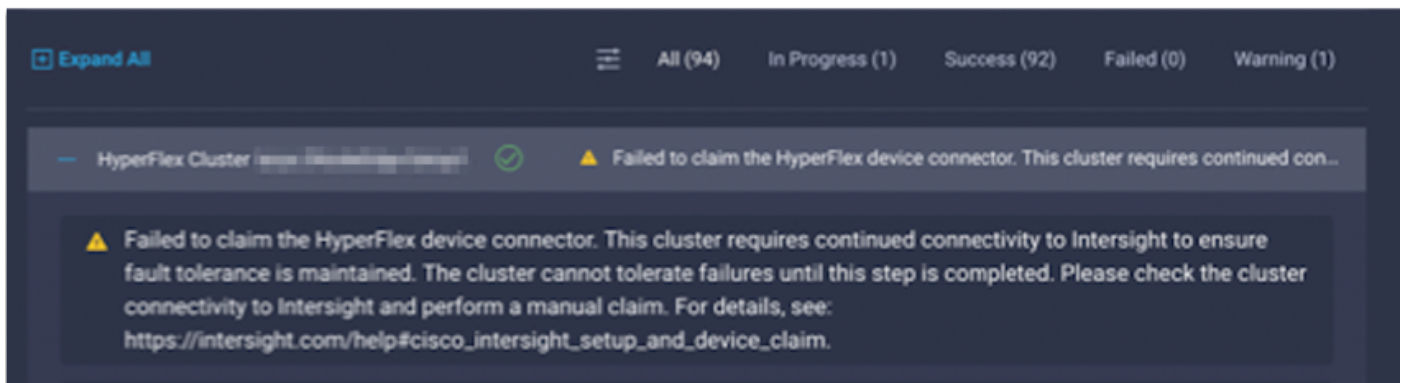 Expand All All (94) In Progress (1) Success (92) Failed (0) Warning (1)
HyperFlex Cluster Failed to claim the HyperFlex device connector. This cluster requires continued con...
Failed to claim the HyperFlex device connector. This cluster requires continued connectivity to Intersight to ensure
fault tolerance is maintained. The cluster cannot tolerate failures until this step is completed. Please check the cluster
connectivity to Intersight and perform a manual claim. For details, see:
https://intersight.com/help#cisco_intersight_setup_and_device_claim.